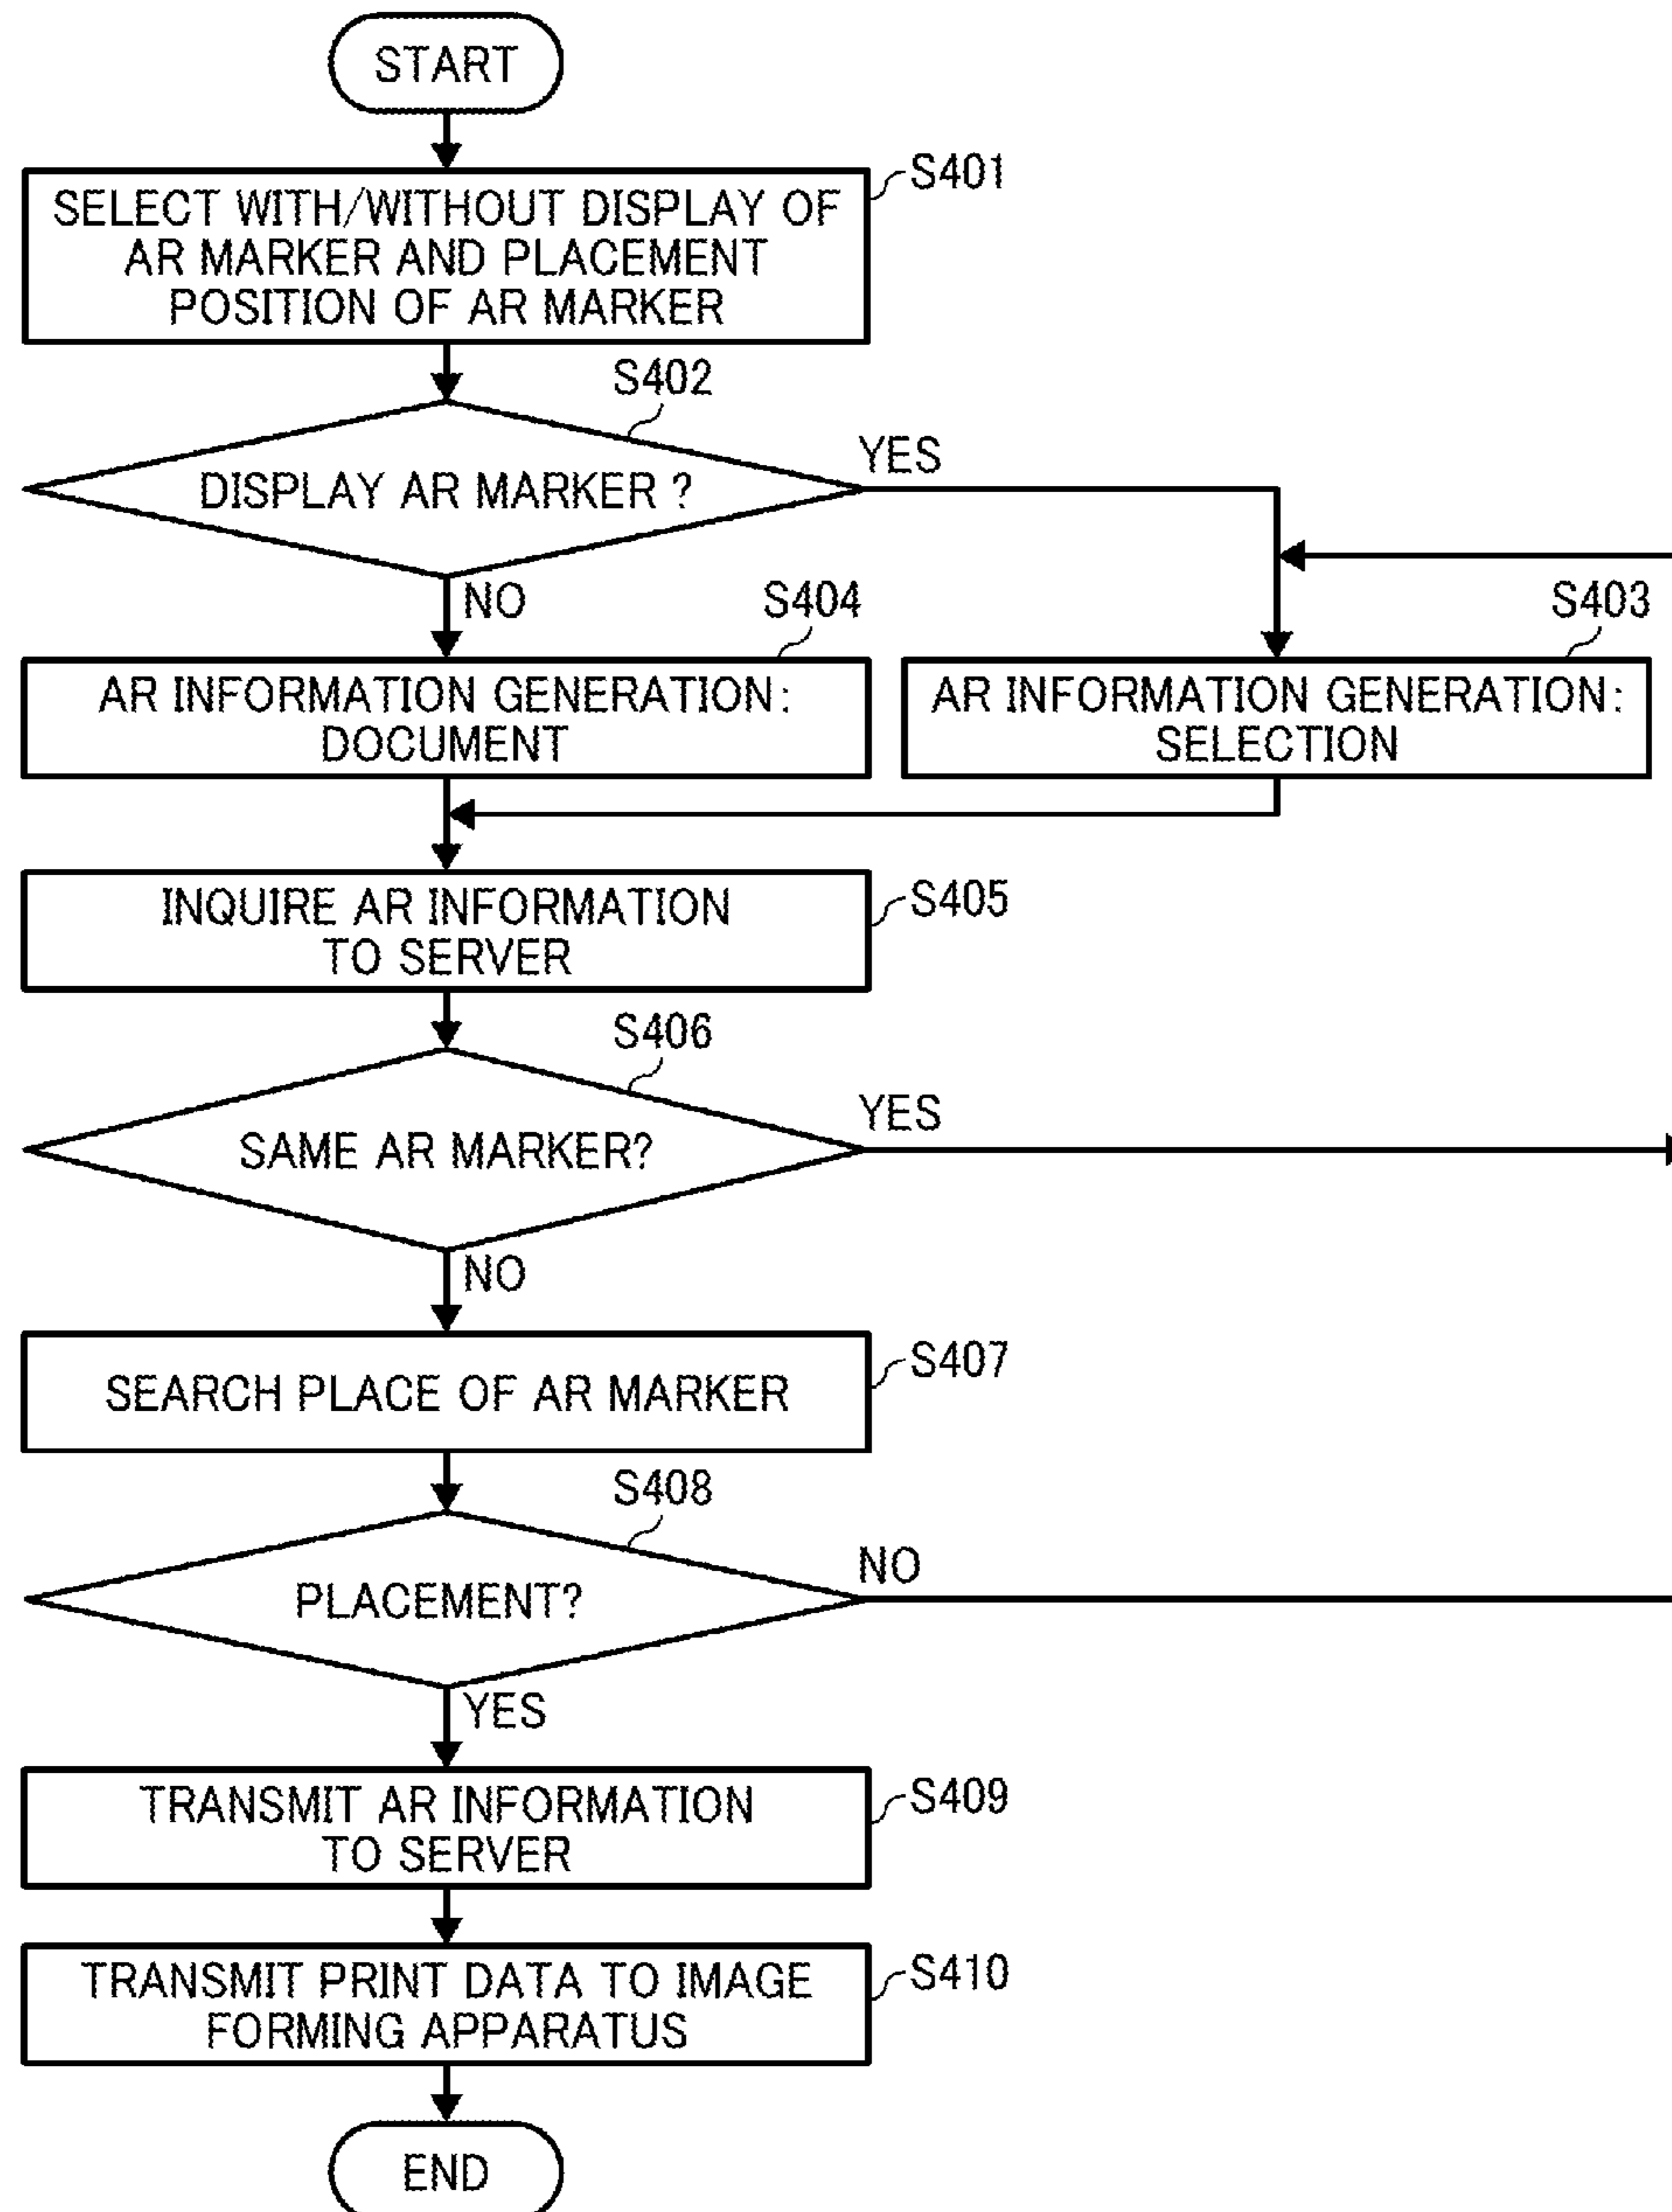 START
S401
SELECT WITH/WITHOUT DISPLAY OF
AR MARKER AND PLACEMENT
POSITION OF AR MARKER
S402
DISPLAY AR MARKER ?
YES
NO
S404
AR INFORMATION GENERATION:
DOCUMENT
S403
AR INFORMATION GENERATION:
SELECTION
S405
INQUIRE AR INFORMATION
TO SERVER
S406
SAME AR MARKER?
YES
NO
S407
SEARCH PLACE OF AR MARKER
S408
PLACEMENT?
NO
YES
S409
TRANSMIT AR INFORMATION
TO SERVER
S410
TRANSMIT PRINT DATA TO IMAGE
FORMING APPARATUS
END